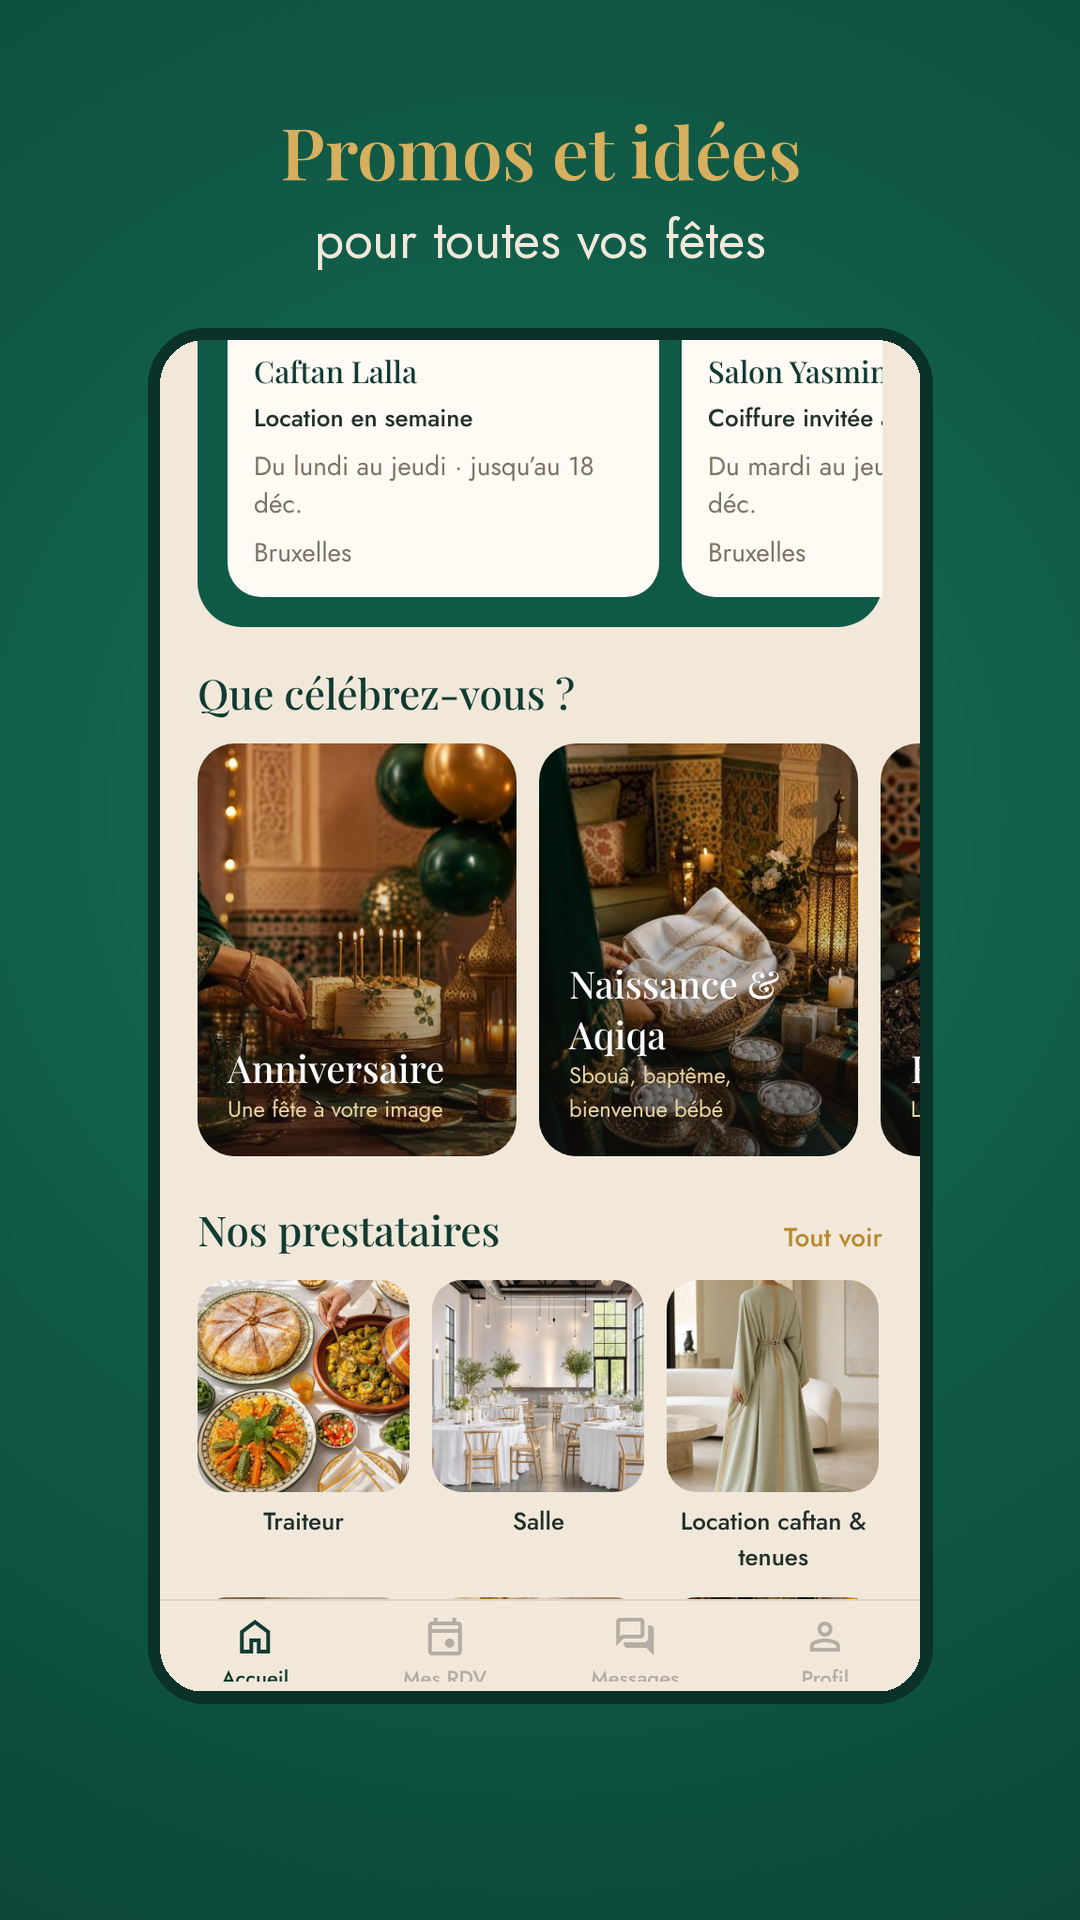 Promos et idées
pour toutes vos fêtes
Caftan Lalla
Location en semaine
Du lundi au jeudi · jusqu’au 18
déc.
Bruxelles
Salon
Coiffure invitée
Du mardi au
déc.
Bruxelles
Que célébrez-vous ?
Anniversaire
Une fête à votre image
Naissance &
Aqiqa
Sbouâ, baptême,
bienvenue bébé
Nos prestataires
Tout voir
Traiteur
Salle
Location caftan &
tenues
Accueil
Mes RDV
Messages
Profil